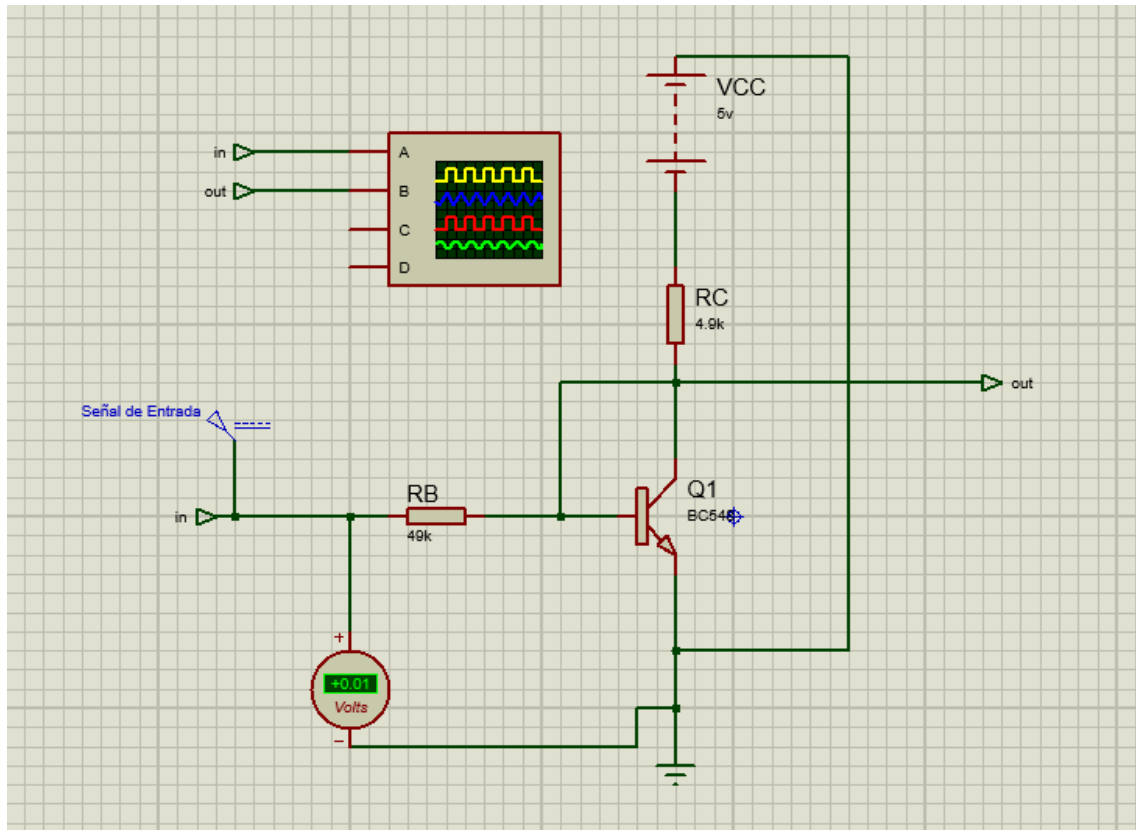 VCC
5v
in
A
out
B
C
D
RC
4.9k
out
Señal de Entrada
in
RB
49k
Q1
+
+0.01
Volts
−